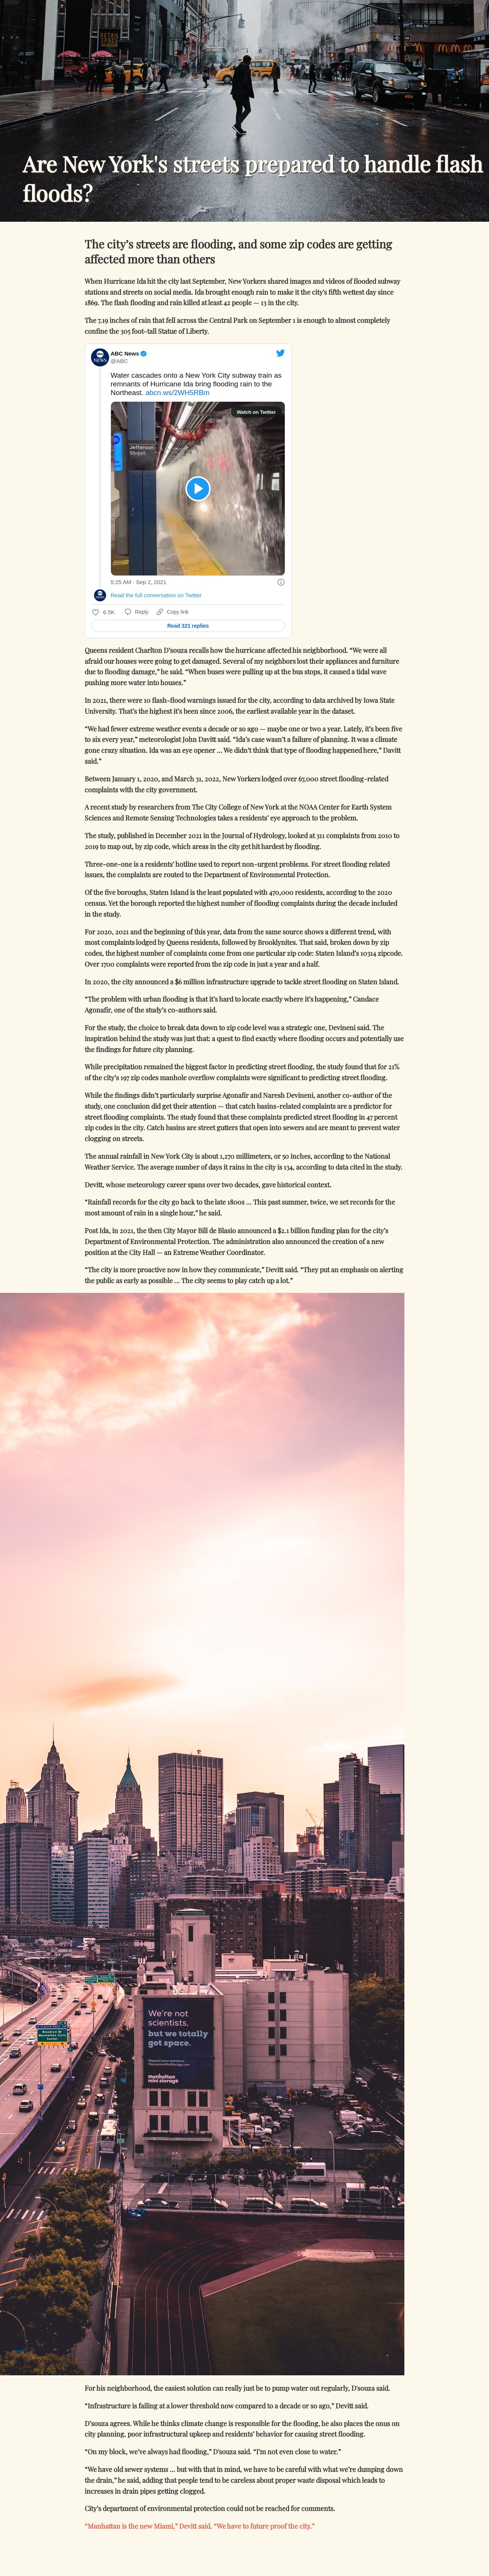 RETAIL
SPACE
Are New York's streets prepared to handle flash
floods?
The city’s streets are flooding, and some zip codes are getting
affected more than others
When Hurricane Ida hit the city last September, New Yorkers shared images and videos of flooded subway
stations and streets on social media. Ida brought enough rain to make it the city's fifth wettest day since
1869. The flash flooding and rain killed at least 42 people — 13 in the city.
The 7.19 inches of rain that fell across the Central Park on September 1 is enough to almost completely
confine the 305 foot-tall Statue of Liberty.
ABC News
@ABC
Water cascades onto a New York City subway train as
remnants of Hurricane Ida bring flooding rain to the
Northeast. abcn.ws/2WH5RBm
Watch on Twitter
Jefferson
Street
5:25 AM · Sep 2, 2021
Read the full conversation on Twitter
6.5K Reply Copy link
Read 321 replies
Queens resident Charlton D'souza recalls how the hurricane affected his neighborhood. “We were all
afraid our houses were going to get damaged. Several of my neighbors lost their appliances and furniture
due to flooding damage,” he said. “When buses were pulling up at the bus stops, it caused a tidal wave
pushing more water into houses.”
In 2021, there were 10 flash-flood warnings issued for the city, according to data archived by Iowa State
University. That's the highest it's been since 2006, the earliest available year in the dataset.
“We had fewer extreme weather events a decade or so ago — maybe one or two a year. Lately, it's been five
to six every year,” meteorologist John Davitt said. “Ida's case wasn't a failure of planning. It was a climate
gone crazy situation. Ida was an eye opener ... We didn't think that type of flooding happened here,” Davitt
said.”
Between January 1, 2020, and March 31, 2022, New Yorkers lodged over 67,000 street flooding-related
complaints with the city government.
A recent study by researchers from The City College of New York at the NOAA Center for Earth System
Sciences and Remote Sensing Technologies takes a residents' eye approach to the problem.
The study, published in December 2021 in the Journal of Hydrology, looked at 311 complaints from 2010 to
2019 to map out, by zip code, which areas in the city get hit hardest by flooding.
Three-one-one is a residents' hotline used to report non-urgent problems. For street flooding related
issues, the complaints are routed to the Department of Environmental Protection.
Of the five boroughs, Staten Island is the least populated with 470,000 residents, according to the 2020
census. Yet the borough reported the highest number of flooding complaints during the decade included
in the study.
For 2020, 2021 and the beginning of this year, data from the same source shows a different trend, with
most complaints lodged by Queens residents, followed by Brooklynites. That said, broken down by zip
codes, the highest number of complaints come from one particular zip code: Staten Island's 10314 zipcode.
Over 1700 complaints were reported from the zip code in just a year and a half.
In 2020, the city announced a $6 million infrastructure upgrade to tackle street flooding on Staten Island.
“The problem with urban flooding is that it's hard to locate exactly where it's happening,” Candace
Agonafir, one of the study's co-authors said.
For the study, the choice to break data down to zip code level was a strategic one, Devineni said. The
inspiration behind the study was just that: a quest to find exactly where flooding occurs and potentially use
the findings for future city planning.
While precipitation remained the biggest factor in predicting street flooding, the study found that for 21%
of the city's 197 zip codes manhole overflow complaints were significant to predicting street flooding.
While the findings didn't particularly surprise Agonafir and Naresh Devineni, another co-author of the
study, one conclusion did get their attention — that catch basins-related complaints are a predictor for
street flooding complaints. The study found that these complaints predicted street flooding in 47 percent
zip codes in the city. Catch basins are street gutters that open into sewers and are meant to prevent water
clogging on streets.
The annual rainfall in New York City is about 1,270 millimeters, or 50 inches, according to the National
Weather Service. The average number of days it rains in the city is 134, according to data cited in the study.
Devitt, whose meteorology career spans over two decades, gave historical context.
“Rainfall records for the city go back to the late 1800s ... This past summer, twice, we set records for the
most amount of rain in a single hour,” he said.
Post Ida, in 2021, the then City Mayor Bill de Blasio announced a $2.1 billion funding plan for the city's
Department of Environmental Protection. The administration also announced the creation of a new
position at the City Hall — an Extreme Weather Coordinator.
“The city is more proactive now in how they communicate,” Devitt said. “They put an emphasis on alerting
the public as early as possible ... The city seems to play catch up a lot.”
We're not
scientists,
but we totally
got space.
manhattan
mini storage
For his neighborhood, the easiest solution can really just be to pump water out regularly, D'souza said.
“Infrastructure is failing at a lower threshold now compared to a decade or so ago,” Devitt said.
D'souza agrees. While he thinks climate change is responsible for the flooding, he also places the onus on
city planning, poor infrastructural upkeep and residents' behavior for causing street flooding.
“On my block, we've always had flooding,” D'souza said. “I'm not even close to water.”
“We have old sewer systems ... but with that in mind, we have to be careful with what we're dumping down
the drain,” he said, adding that people tend to be careless about proper waste disposal which leads to
increases in drain pipes getting clogged.
City's department of environmental protection could not be reached for comments.
“Manhattan is the new Miami,” Devitt said. “We have to future proof the city.”